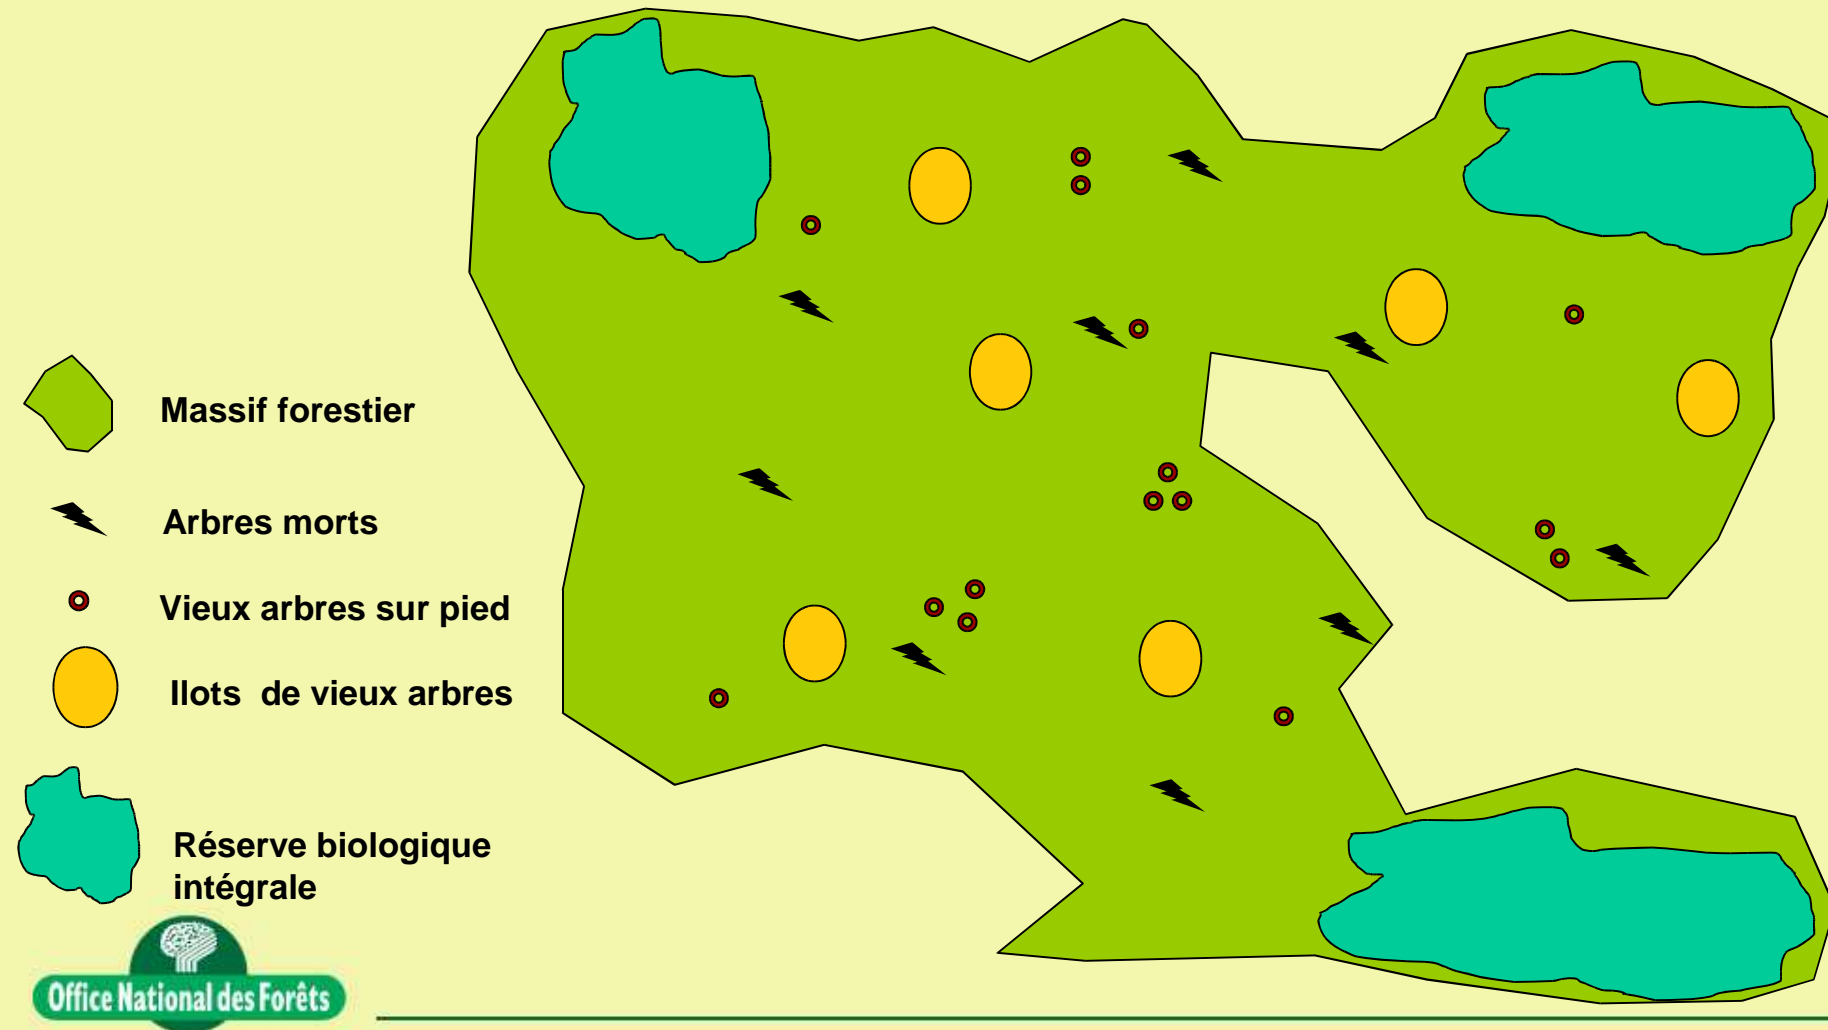 Massif forestier
Arbres morts
Vieux arbres sur pied
Ilots de vieux arbres
Réserve biologique
intégrale
Office National des Forêts